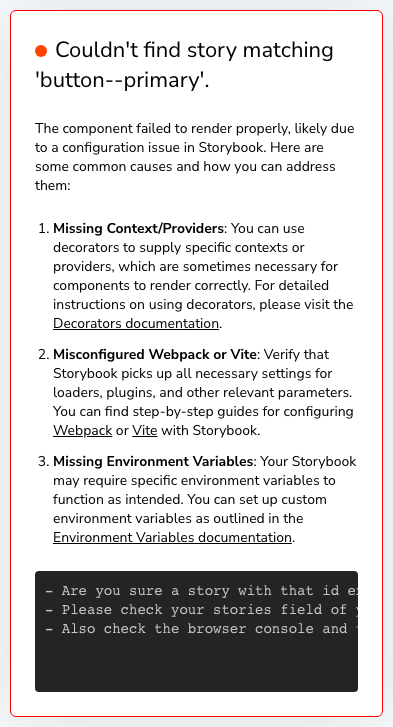 Couldn't find story matching
'button--primary'.
The component failed to render properly, likely due
to a configuration issue in Storybook. Here are
some common causes and how you can address
them:
1. Missing Context/Providers: You can use
decorators to supply specific contexts or
providers, which are sometimes necessary for
components to render correctly. For detailed
instructions on using decorators, please visit the
Decorators documentation.
2. Misconfigured Webpack or Vite: Verify that
Storybook picks up all necessary settings for
loaders, plugins, and other relevant parameters.
You can find step-by-step guides for configuring
Webpack or Vite with Storybook.
3. Missing Environment Variables: Your Storybook
may require specific environment variables to
function as intended. You can set up custom
environment variables as outlined in the
Environment Variables documentation.
- Are you sure a story with that id
- Please check your stories field of
- Also check the browser console and